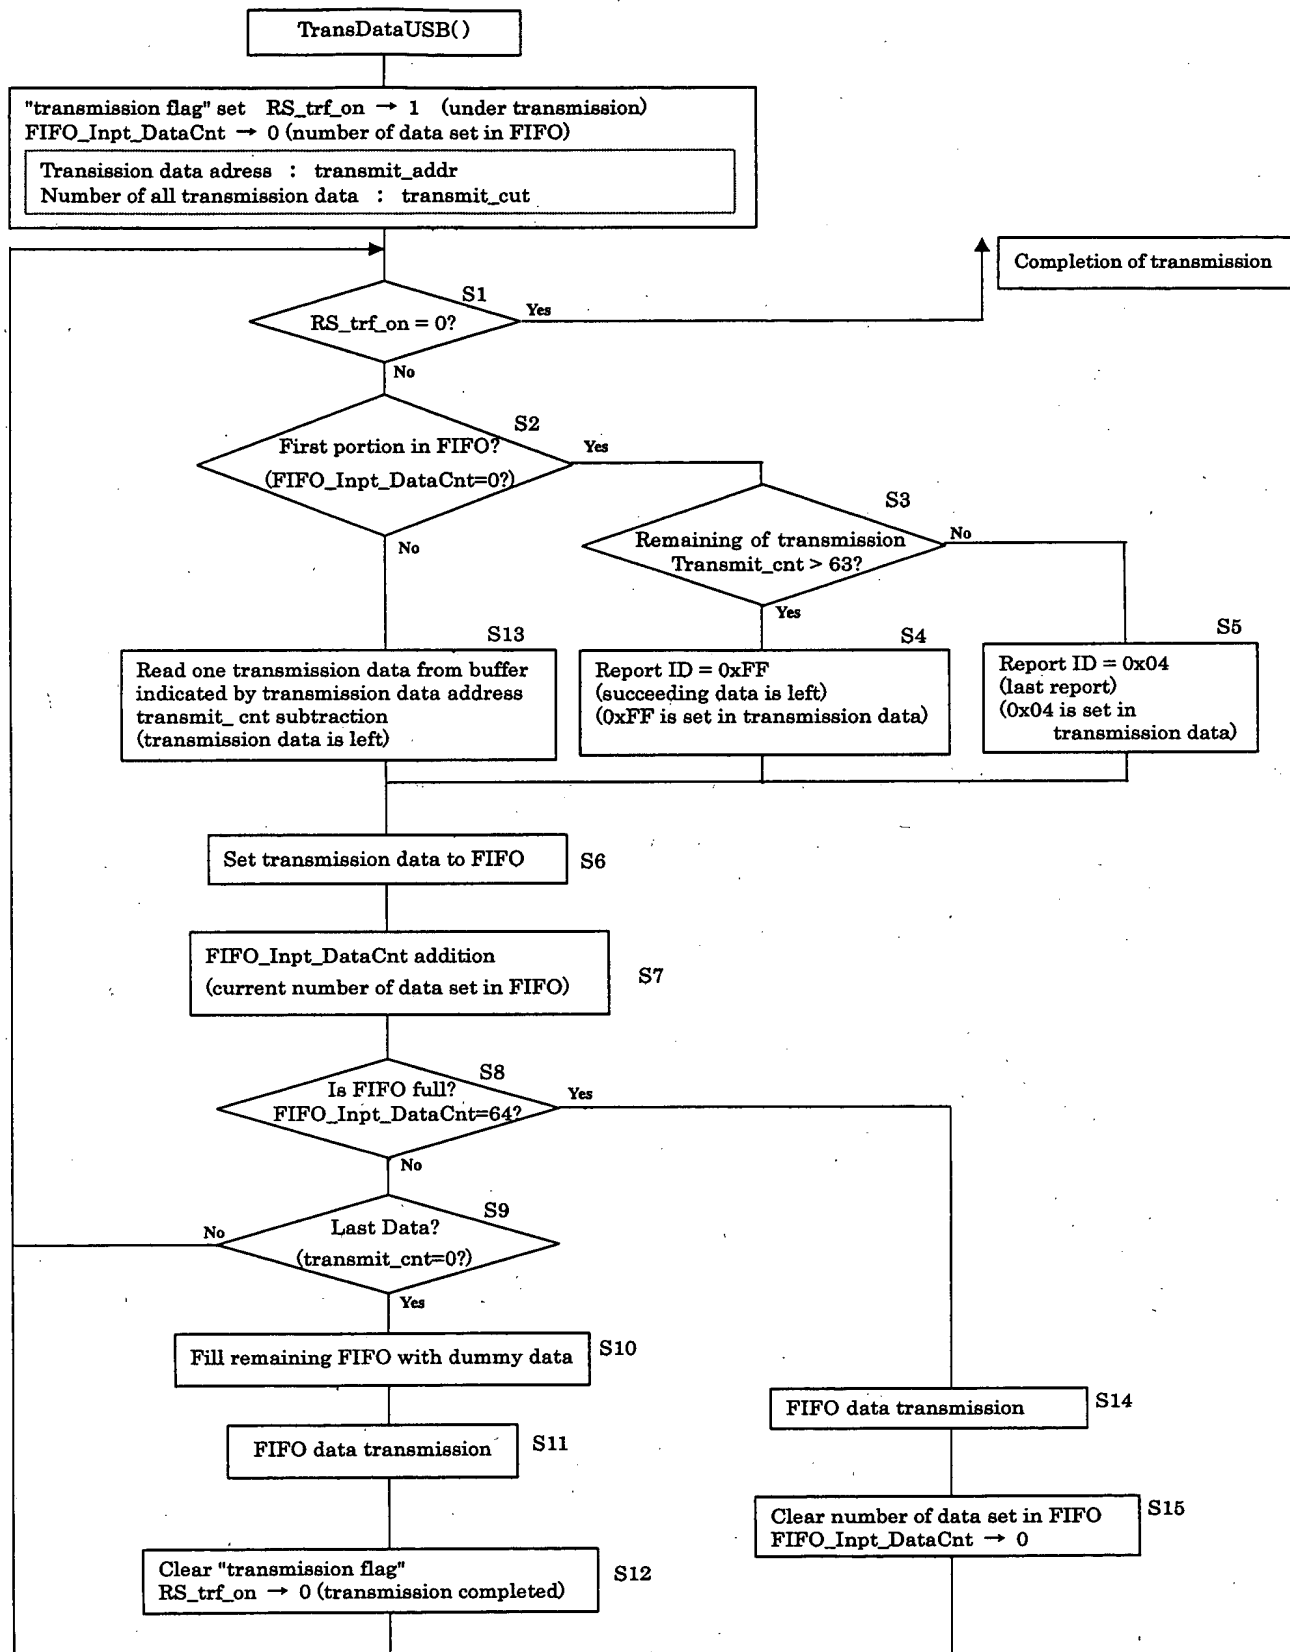 TransDataUSB()
"transmission flag" set RS_trf_on → 1 (under transmission)
FIFO_Inpt_DataCnt → 0 (number of data set in FIFO)
Transission data adress : transmit_addr
Number of all transmission data : transmit_cut
Completion of transmission
S1
RS_trf_on = 0?
Yes
No
S2
First portion in FIFO?
(FIFO_Inpt_DataCnt=0?)
Yes
No
S3
Remaining of transmission
Transmit_cnt > 63?
No
Yes
S13
Read one transmission data from buffer
indicated by transmission data address
transmit_ cnt subtraction
(transmission data is left)
S4
Report ID = 0xFF
(succeeding data is left)
(0xFF is set in transmission data)
S5
Report ID = 0x04
(last report)
(0x04 is set in
transmission data)
Set transmission data to FIFO
S6
FIFO_Inpt_DataCnt addition
(current number of data set in FIFO)
S7
S8
Is FIFO full?
FIFO_Inpt_DataCnt=64?
Yes
No
S9
Last Data?
(transmit_cnt=0?)
No
Yes
Fill remaining FIFO with dummy data
S10
FIFO data transmission
S11
Clear "transmission flag"
RS_trf_on → 0 (transmission completed)
S12
FIFO data transmission
S14
Clear number of data set in FIFO
FIFO_Inpt_DataCnt → 0
S15